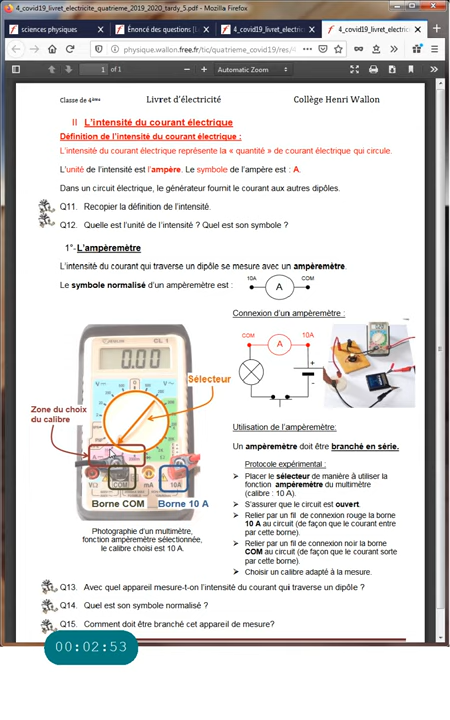 4_covid19_livret_electricite_quatrieme_2019_2020_tardy_5.pdf - Mozilla Firefox
sciences physiques
Énoncé des questions (L
4_covid19_livret_electric
physique.wallon.free.fr/tic/quatrieme_covid19/res/4
1 of 1
Automatic Zoom
Classe de 4ème
Livret d'électricité
Collège Henri Wallon
II L'intensité du courant électrique
Définition de l'intensité du courant électrique :
L'intensité du courant électrique représente la « quantité » de courant électrique qui circule.
L'unité de l'intensité est l'ampère. Le symbole de l'ampère est : A.
Dans un circuit électrique, le générateur fournit le courant aux autres dipôles.
Q11. Recopier la définition de l'intensité.
Q12. Quelle est l'unité de l'intensité ? Quel est son symbole ?
1°- L'ampèremètre
L'intensité du courant qui traverse un dipôle se mesure avec un ampèremètre.
Le symbole normalisé d'un ampèremètre est :
10A
A
COM
Connexion d'un ampèremètre :
COM
A
10A
+
-
0.00
Sélecteur
Zone du choix
du calibre
VΩ
COM
mA
10A
Borne COM
Borne 10 A
Photographie d'un multimètre,
fonction ampèremètre sélectionnée,
le calibre choisi est 10 A.
Utilisation de l'ampèremètre:
Un ampèremètre doit être branché en série.
Protocole expérimental :
Placer le sélecteur de manière à utiliser la
fonction ampèremètre du multimètre
(calibre : 10 A).
S'assurer que le circuit est ouvert.
Relier par un fil de connexion rouge la borne
10 A au circuit (de façon que le courant entre
par cette borne).
Relier par un fil de connexion noir la borne
COM au circuit (de façon que le courant sorte
par cette borne).
Choisir un calibre adapté à la mesure.
Q13. Avec quel appareil mesure-t-on l'intensité du courant qui traverse un dipôle ?
Q14. Quel est son symbole normalisé ?
Q15. Comment doit être branché cet appareil de mesure?
00:02:53